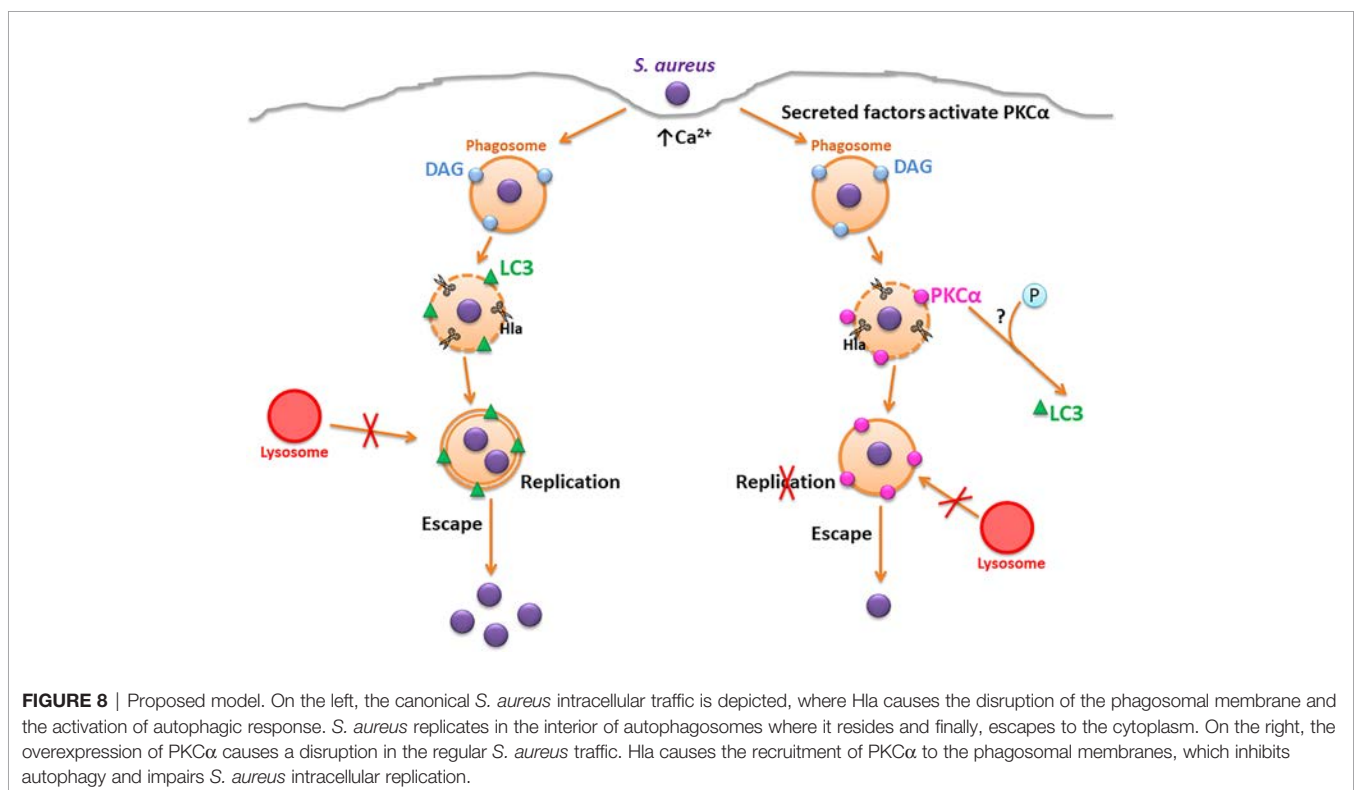 S. aureus
Secreted factors activate PKCα
↑Ca²⁺
Phagosome
DAG
Phagosome
DAG
LC3
Hla
PKCα
P
?
Hla
LC3
Lysosome
Replication
Replication
Escape
Escape
Lysosome
FIGURE 8 | Proposed model. On the left, the canonical S. aureus intracellular traffic is depicted, where Hla causes the disruption of the phagosomal membrane and
the activation of autophagic response. S. aureus replicates in the interior of autophagosomes where it resides and finally, escapes to the cytoplasm. On the right, the
overexpression of PKCα causes a disruption in the regular S. aureus traffic. Hla causes the recruitment of PKCα to the phagosomal membranes, which inhibits
autophagy and impairs S. aureus intracellular replication.